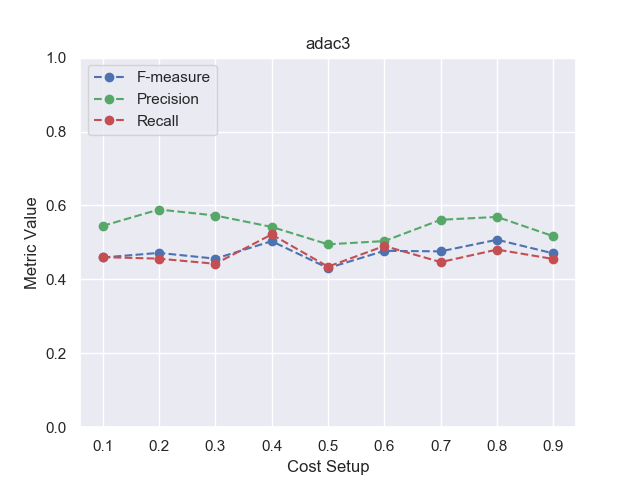 adac3
1.0
0.8
0.6
0.4
0.2
0.0
Metric Value
F-measure
Precision
Recall
0.1 0.2 0.3 0.4 0.5 0.6 0.7 0.8 0.9
Cost Setup